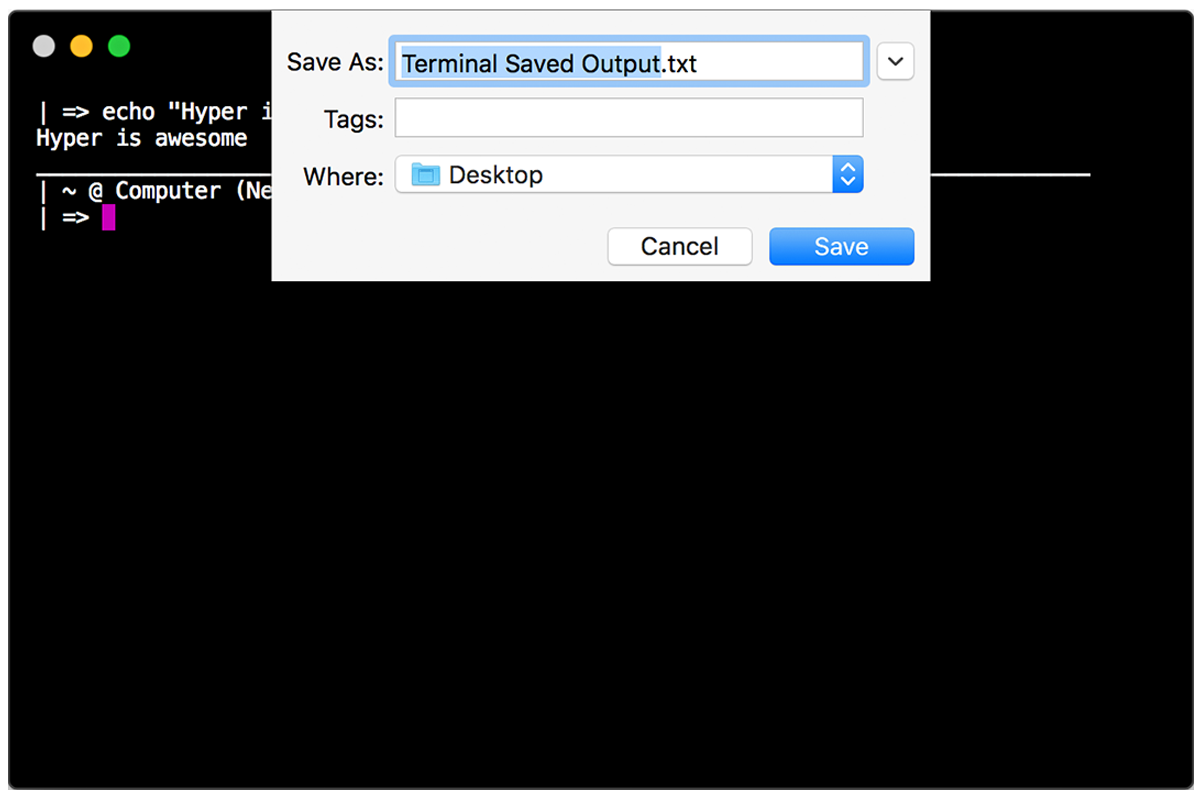 Save As: Terminal Saved Output.txt
Tags:
Where: Desktop
Cancel Save
| => echo "Hyper i
Hyper is awesome
| ~ @ Computer (Ne
| =>